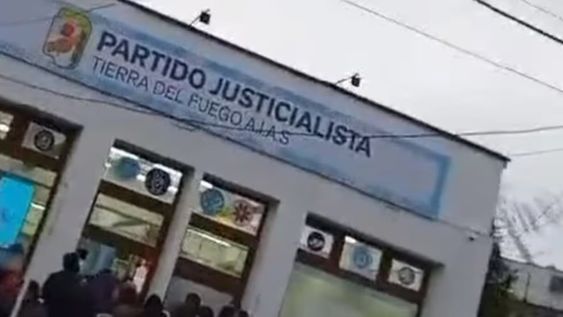 PARTIDO JUSTICIALISTA
TIERRA DEL FUEGO A.I.A.S